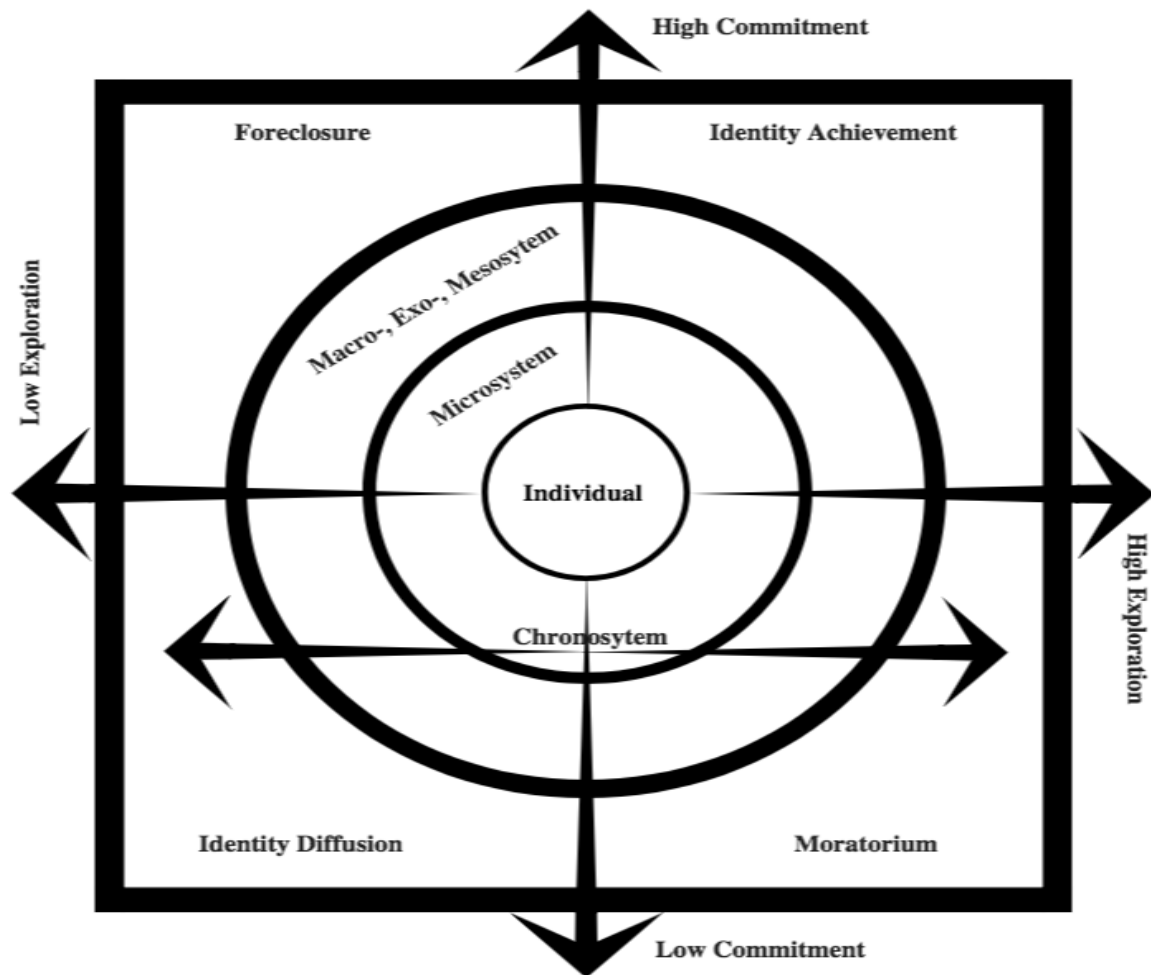 High Commitment
Foreclosure
Identity Achievement
Macro-, Exo-, Mesosytem
Low Exploration
Microsystem
Individual
High Exploration
Chronosytem
Identity Diffusion
Moratorium
Low Commitment